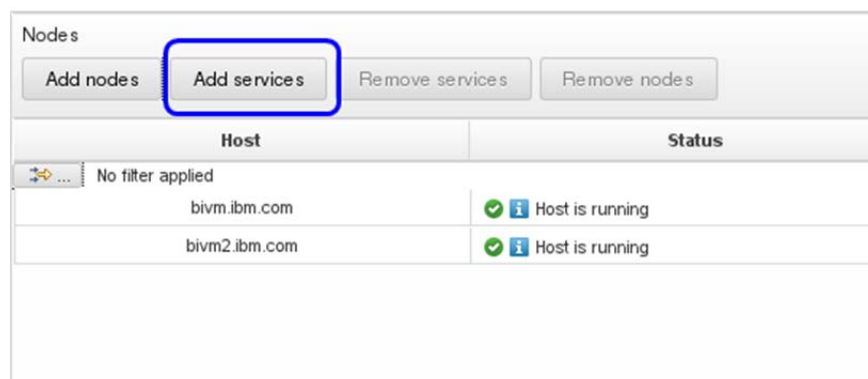 Nodes
Add nodes Add services Remove services Remove nodes
Host Status
... No filter applied
bivm.ibm.com Host is running
bivm2.ibm.com Host is running